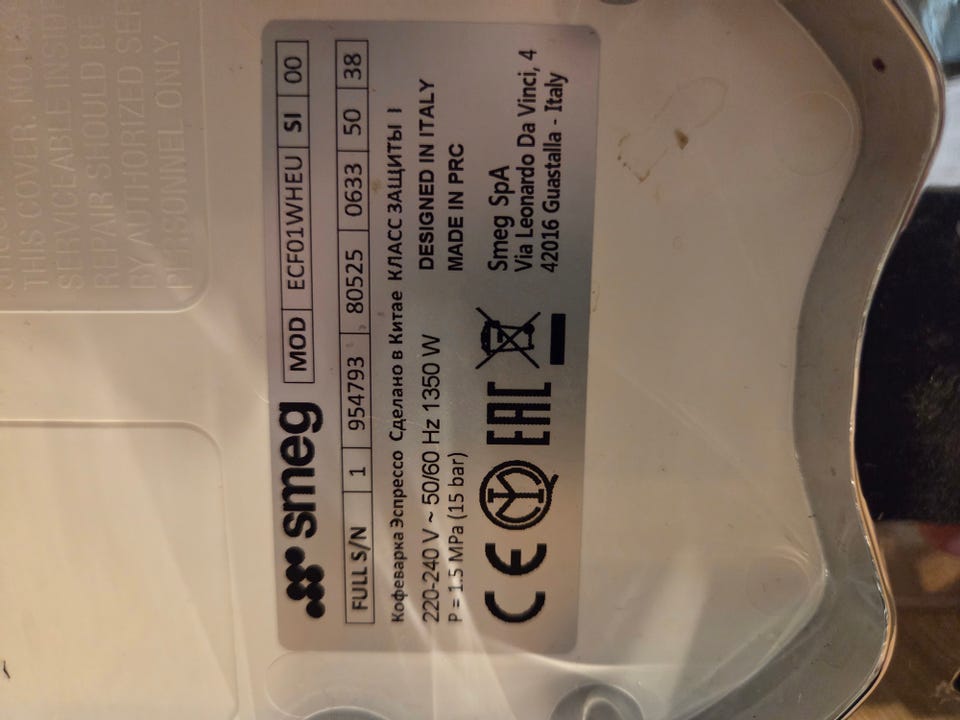 THIS COVER. NO
SERVICEABLE INSIDE
REPAIR SHOULD BE
BY AUTHORIZED
PERSONNEL ONLY
smeg MOD ECF01WHEU SI 00
FULL S/N 1 954793 80525 0633 50 38
Кофеварка Эспрессо Сделано в Китае КЛАСС ЗАЩИТЫ I
220-240 V ~ 50/60 Hz 1350 W
P = 1.5 MPa (15 bar)
DESIGNED IN ITALY
MADE IN PRC
CE EAC
Smeg SpA
Via Leonardo Da Vinci, 4
42016 Guastalla - Italy